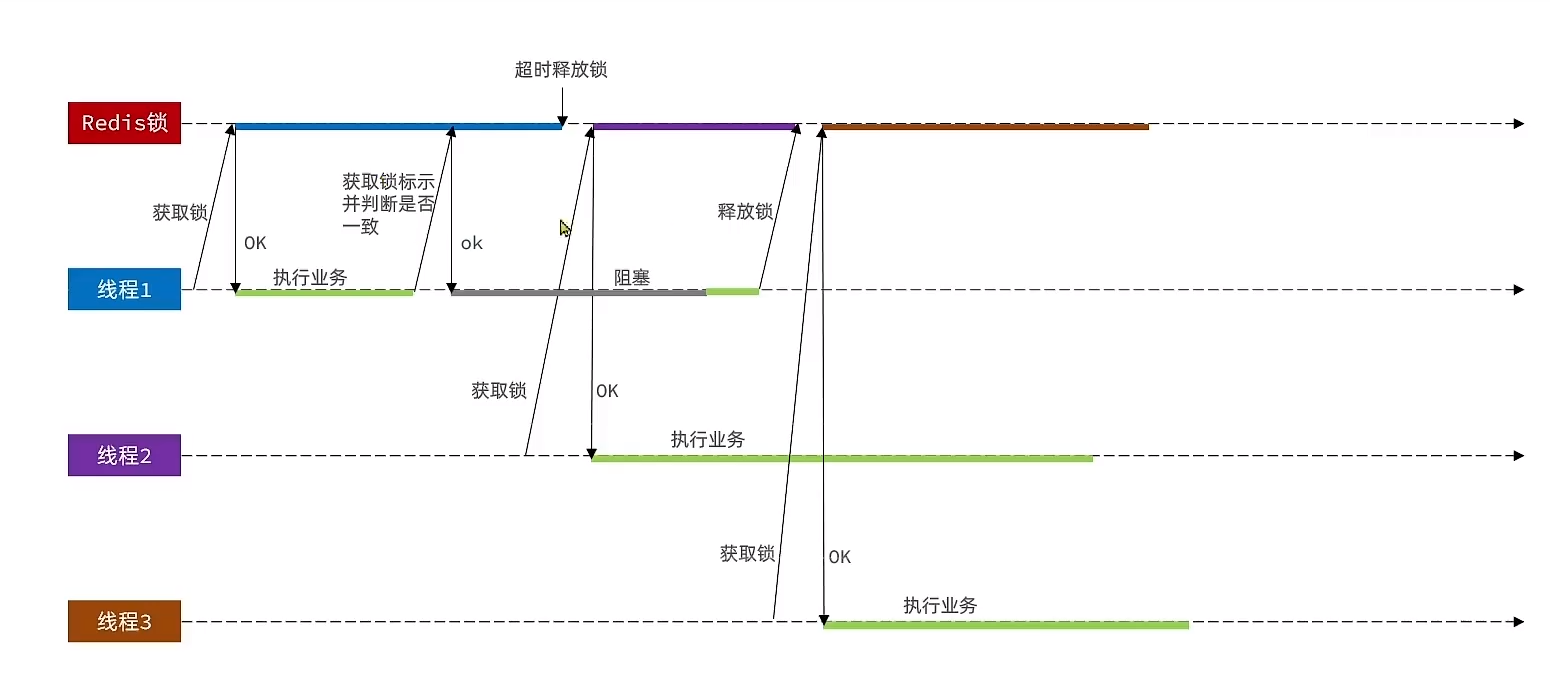 超时释放锁
Redis锁
获取锁标示
并判断是否
一致
获取锁
释放锁
OK
ok
执行业务
阻塞
线程1
获取锁
OK
执行业务
线程2
获取锁
OK
执行业务
线程3